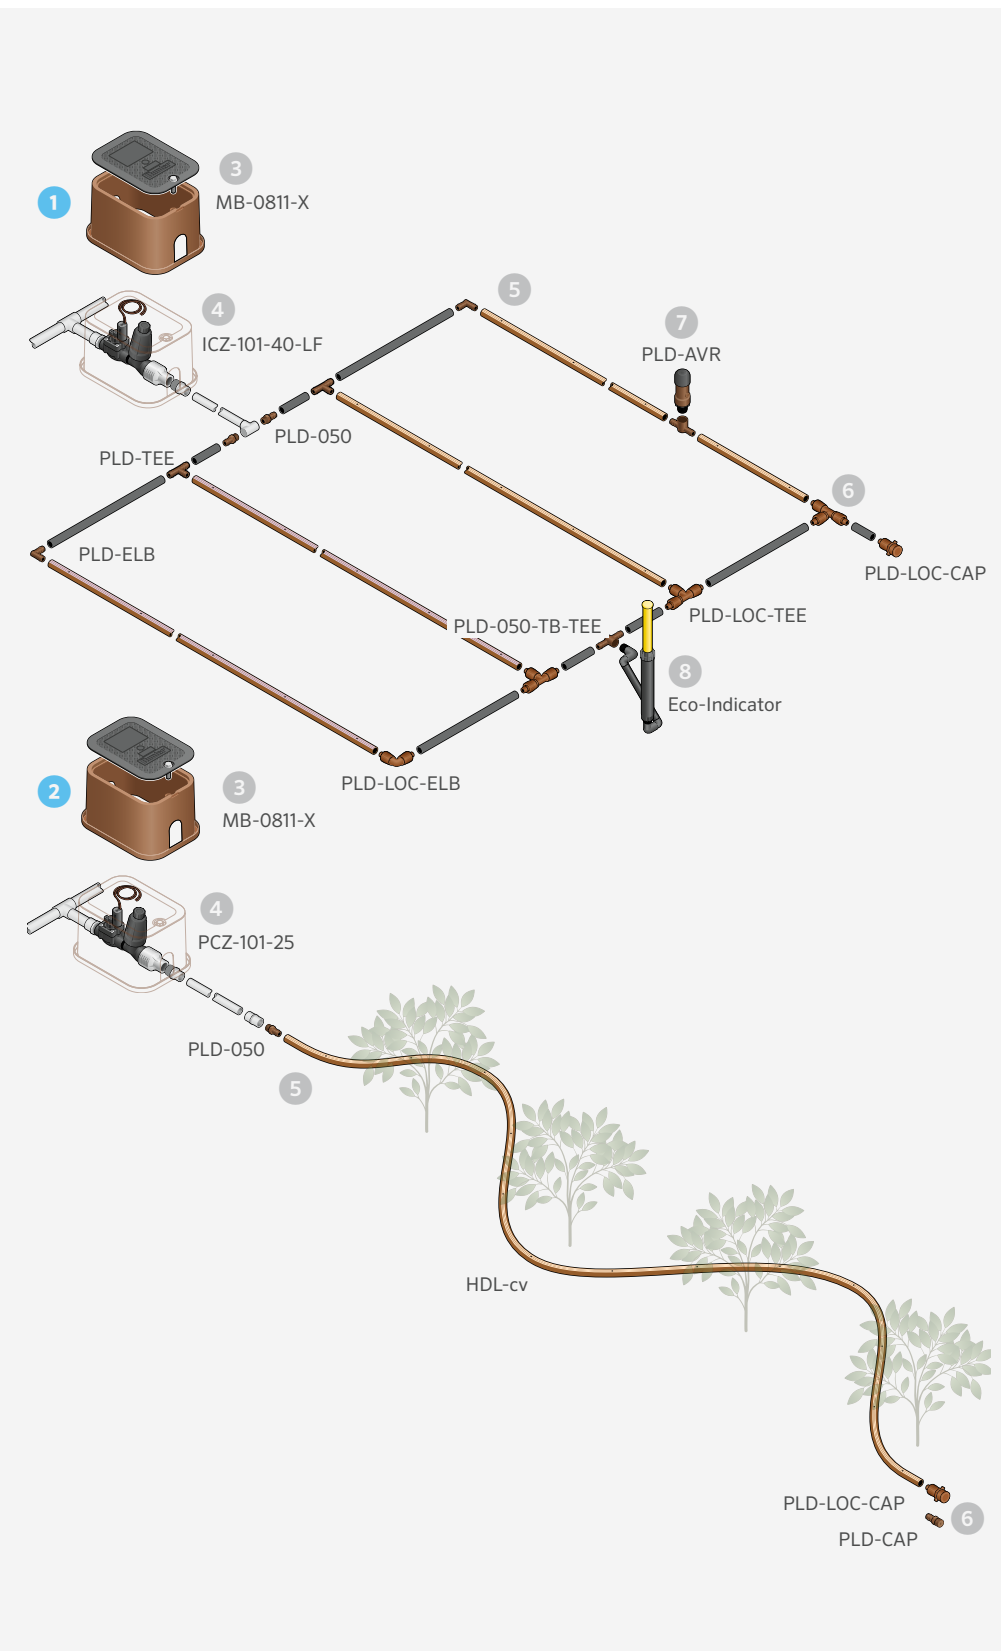 3
1
MB-0811-X
5
4
7
ICZ-101-40-LF
PLD-AVR
PLD-050
PLD-TEE
6
PLD-ELB
PLD-LOC-CAP
PLD-LOC-TEE
PLD-050-TB-TEE
8
Eco-Indicator
PLD-LOC-ELB
3
2
MB-0811-X
4
PCZ-101-25
PLD-050
5
HDL-cv
PLD-LOC-CAP
6
PLD-CAP